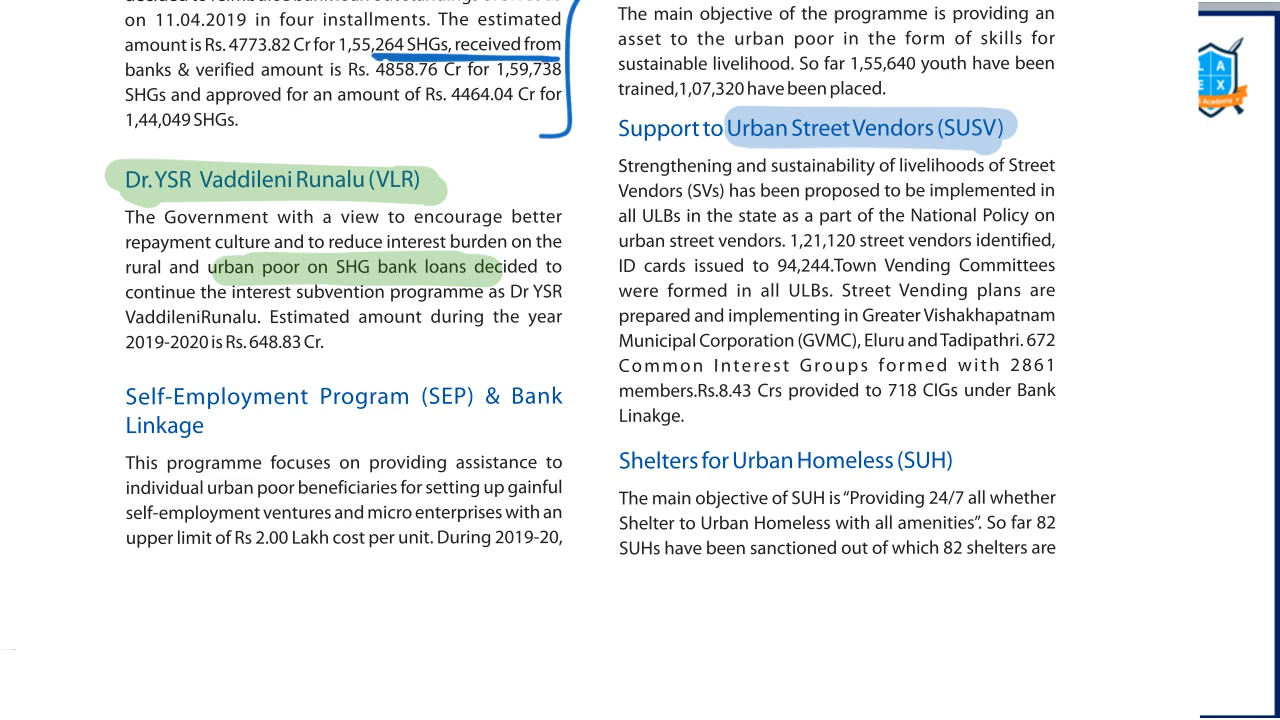 on 11.04.2019 in four installments. The estimated
amount is Rs. 4773.82 Cr for 1,55,264 SHGs, received from
banks & verified amount is Rs. 4858.76 Cr for 1,59,738
SHGs and approved for an amount of Rs. 4464.04 Cr for
1,44,049 SHGs.
Dr. YSR Vaddileni Runalu (VLR)
The Government with a view to encourage better
repayment culture and to reduce interest burden on the
rural and urban poor on SHG bank loans decided to
continue the interest subvention programme as Dr YSR
VaddileniRunalu. Estimated amount during the year
2019-2020 is Rs. 648.83 Cr.
Self-Employment Program (SEP) & Bank
Linkage
This programme focuses on providing assistance to
individual urban poor beneficiaries for setting up gainful
self-employment ventures and micro enterprises with an
upper limit of Rs 2.00 Lakh cost per unit. During 2019-20,
The main objective of the programme is providing an
asset to the urban poor in the form of skills for
sustainable livelihood. So far 1,55,640 youth have been
trained,1,07,320 have been placed.
Support to Urban Street Vendors (SUSV)
Strengthening and sustainability of livelihoods of Street
Vendors (SVs) has been proposed to be implemented in
all ULBs in the state as a part of the National Policy on
urban street vendors. 1,21,120 street vendors identified,
ID cards issued to 94,244.Town Vending Committees
were formed in all ULBs. Street Vending plans are
prepared and implementing in Greater Vishakhapatnam
Municipal Corporation (GVMC), Eluru and Tadipathri. 672
Common Interest Groups formed with 2861
members.Rs.8.43 Crs provided to 718 CIGs under Bank
Linakge.
Shelters for Urban Homeless (SUH)
The main objective of SUH is “Providing 24/7 all whether
Shelter to Urban Homeless with all amenities”. So far 82
SUHs have been sanctioned out of which 82 shelters are
L A
E X
Academy